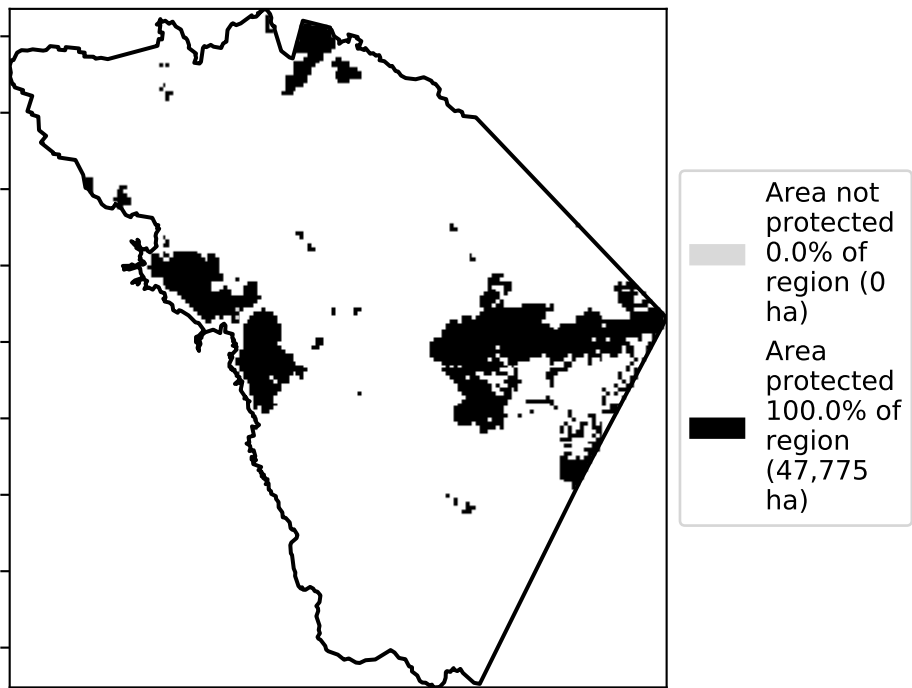 Area not
protected
0.0% of
region (0
ha)
Area
protected
100.0% of
region
(47,775
ha)